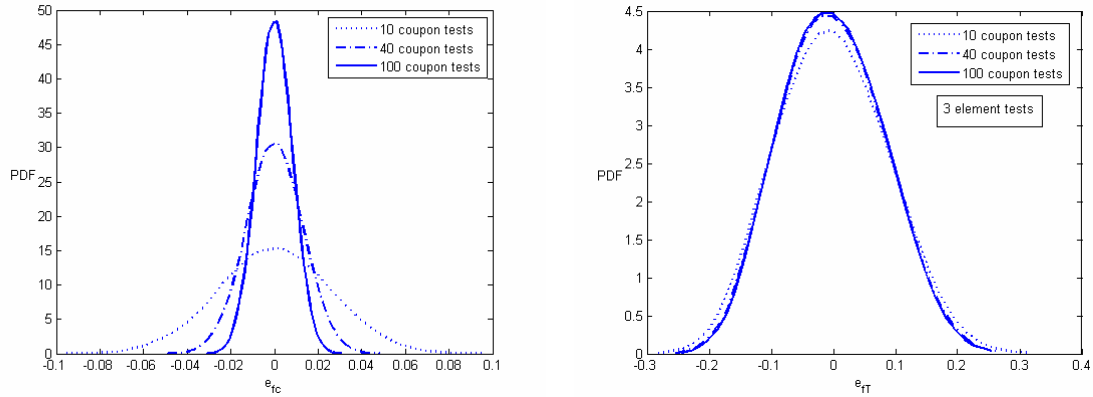 50
45
40
35
30
25
20
15
10
5
0
PDF
-0.1 -0.08 -0.06 -0.04 -0.02 0 0.02 0.04 0.06 0.08 0.1
e_fc
10 coupon tests
40 coupon tests
100 coupon tests
4.5
4
3.5
3
2.5
2
1.5
1
0.5
0
PDF
-0.3 -0.2 -0.1 0 0.1 0.2 0.3 0.4
e_fT
10 coupon tests
40 coupon tests
100 coupon tests
3 element tests